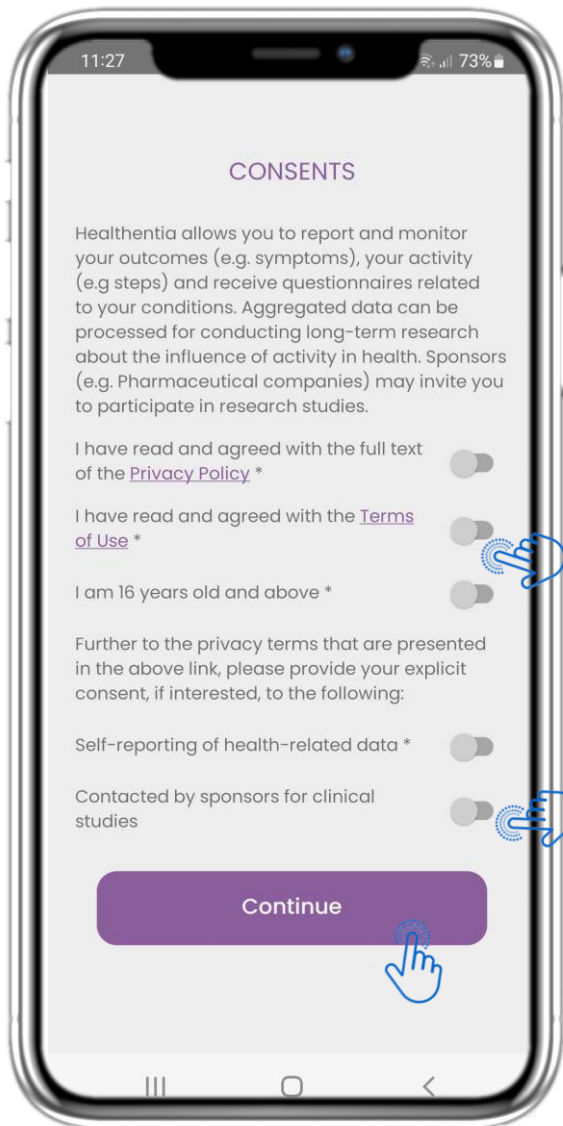 11:27
73%
CONSENTS
Healthentia allows you to report and monitor
your outcomes (e.g. symptoms), your activity
(e.g steps) and receive questionnaires related
to your conditions. Aggregated data can be
processed for conducting long-term research
about the influence of activity in health. Sponsors
(e.g. Pharmaceutical companies) may invite you
to participate in research studies.
I have read and agreed with the full text
of the Privacy Policy *
I have read and agreed with the Terms
of Use *
I am 16 years old and above *
Further to the privacy terms that are presented
in the above link, please provide your explicit
consent, if interested, to the following:
Self-reporting of health-related data *
Contacted by sponsors for clinical
studies
Continue